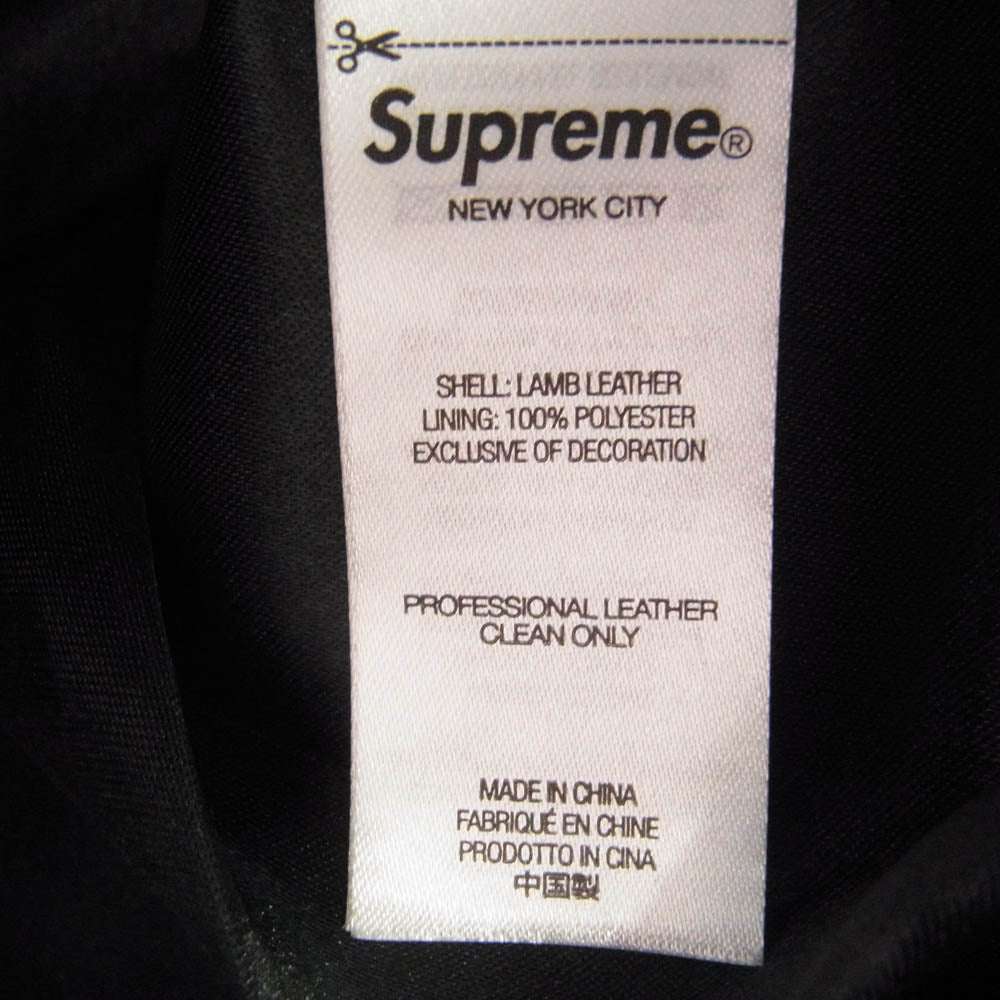 Supreme®
NEW YORK CITY
SHELL: LAMB LEATHER
LINING: 100% POLYESTER
EXCLUSIVE OF DECORATION
PROFESSIONAL LEATHER
CLEAN ONLY
MADE IN CHINA
FABRIQUÉ EN CHINE
PRODOTTO IN CINA
中国製